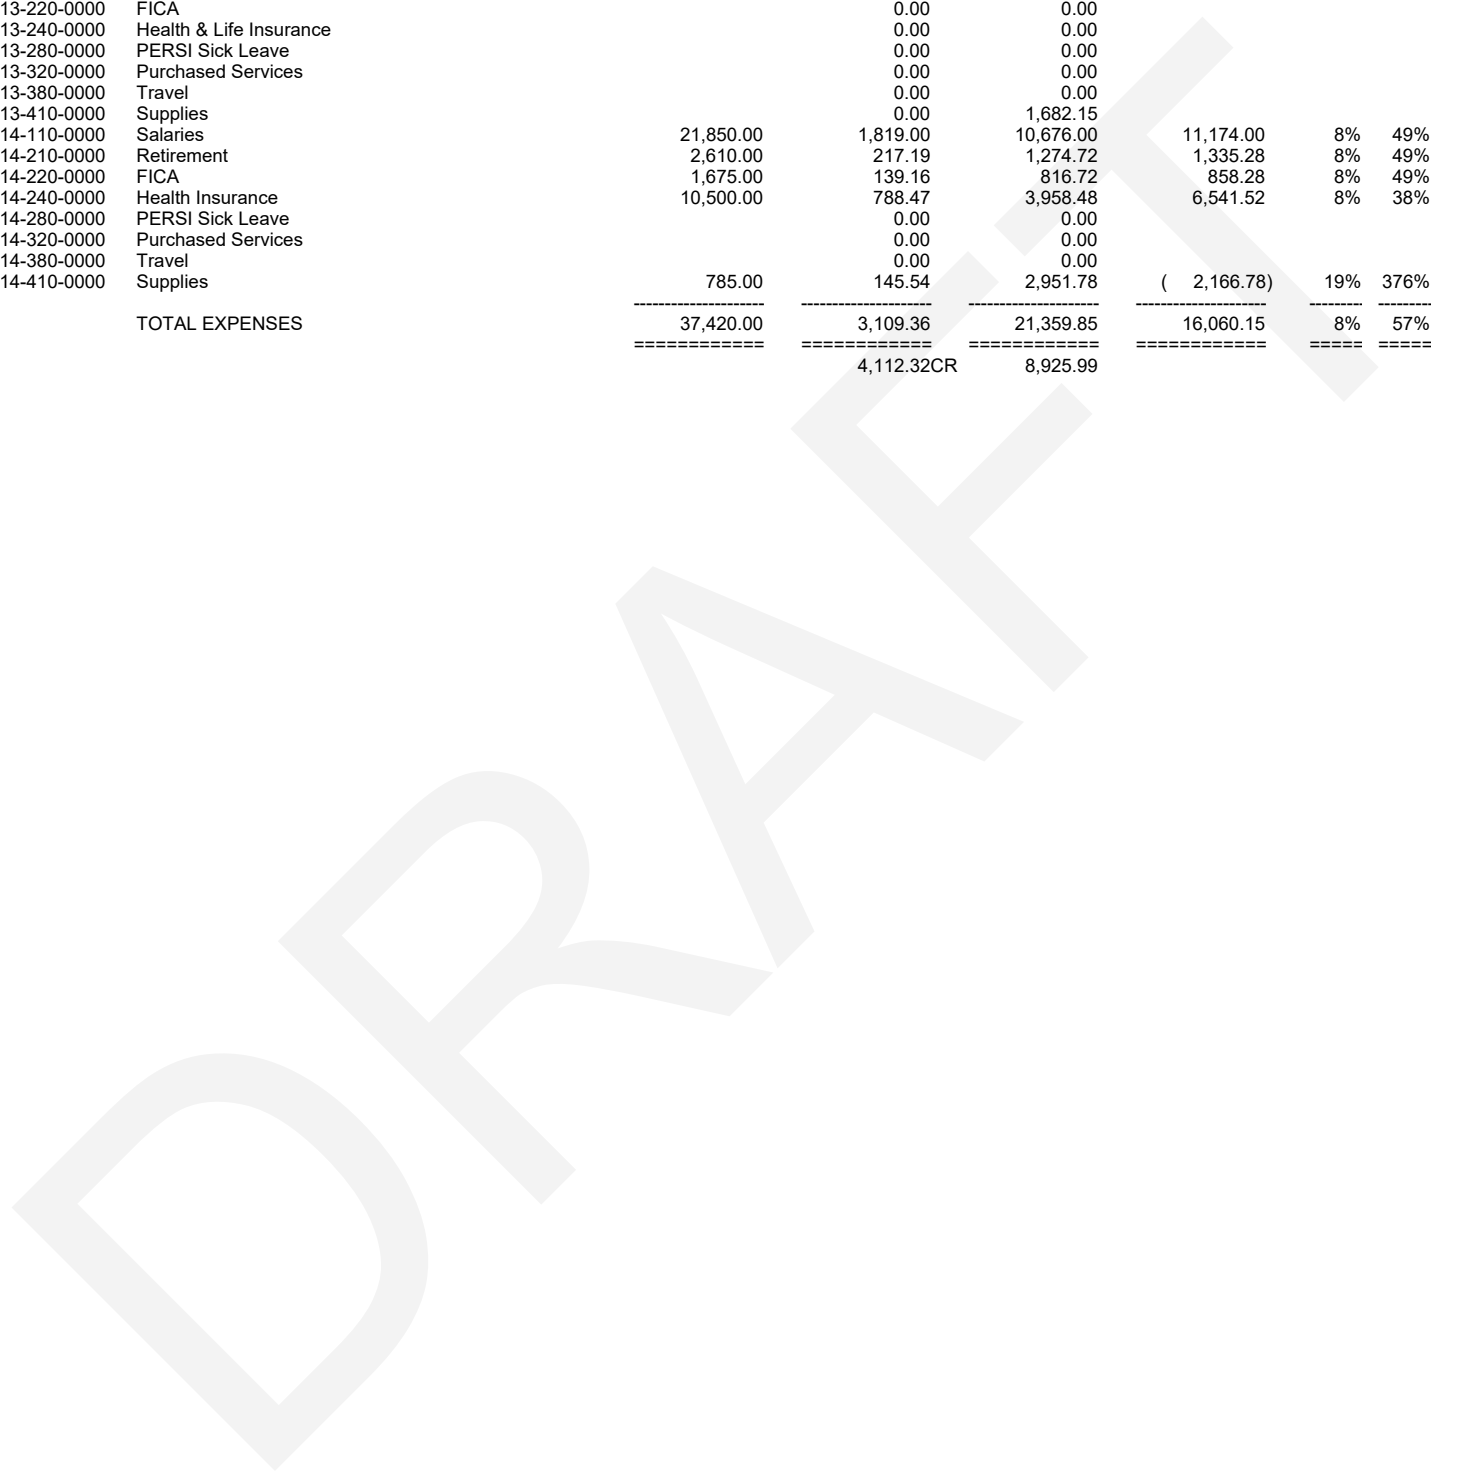 13-220-0000 FICA 0.00 0.00
13-240-0000 Health & Life Insurance 0.00 0.00
13-280-0000 PERSI Sick Leave 0.00 0.00
13-320-0000 Purchased Services 0.00 0.00
13-380-0000 Travel 0.00 0.00
13-410-0000 Supplies 0.00 1,682.15
14-110-0000 Salaries 21,850.00 1,819.00 10,676.00 11,174.00 8% 49%
14-210-0000 Retirement 2,610.00 217.19 1,274.72 1,335.28 8% 49%
14-220-0000 FICA 1,675.00 139.16 816.72 858.28 8% 49%
14-240-0000 Health Insurance 10,500.00 788.47 3,958.48 6,541.52 8% 38%
14-280-0000 PERSI Sick Leave 0.00 0.00
14-320-0000 Purchased Services 0.00 0.00
14-380-0000 Travel 0.00 0.00
14-410-0000 Supplies 785.00 145.54 2,951.78 ( 2,166.78) 19% 376%
--------------------- --------------------- --------------------- --------------------- -------- --------
TOTAL EXPENSES 37,420.00 3,109.36 21,359.85 16,060.15 8% 57%
============ ============ ============ ============ ===== =====
4,112.32CR 8,925.99
DRAFT